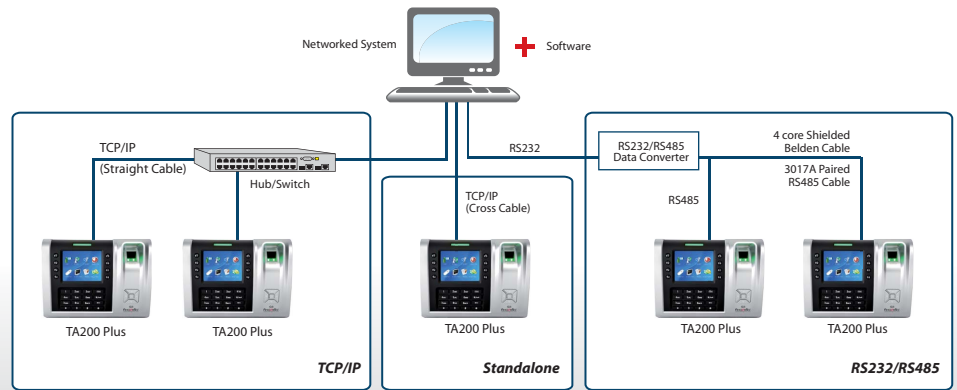 Networked System
Software
TCP/IP
(Straight Cable)
Hub/Switch
RS232
RS232/RS485
Data Converter
4 core Shielded
Belden Cable
3017A Paired
RS485 Cable
RS485
TCP/IP
(Cross Cable)
TA200 Plus
TA200 Plus
TA200 Plus
TA200 Plus
TA200 Plus
TCP/IP
Standalone
RS232/RS485